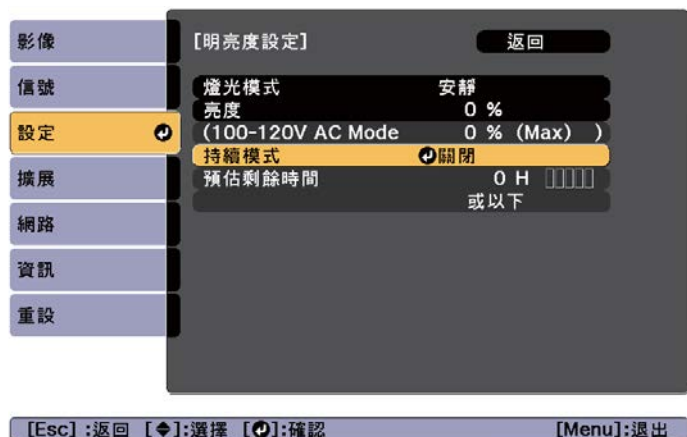 影像
信號
設定
擴展
網路
資訊
重設
[明亮度設定] 返回
燈光模式 安靜
亮度 0 %
(100-120V AC Mode 0 % (Max) )
持續模式 關閉
預估剩餘時間 0 H
或以下
[Esc] :返回 [◆]:選擇 [↵]:確認 [Menu]:退出